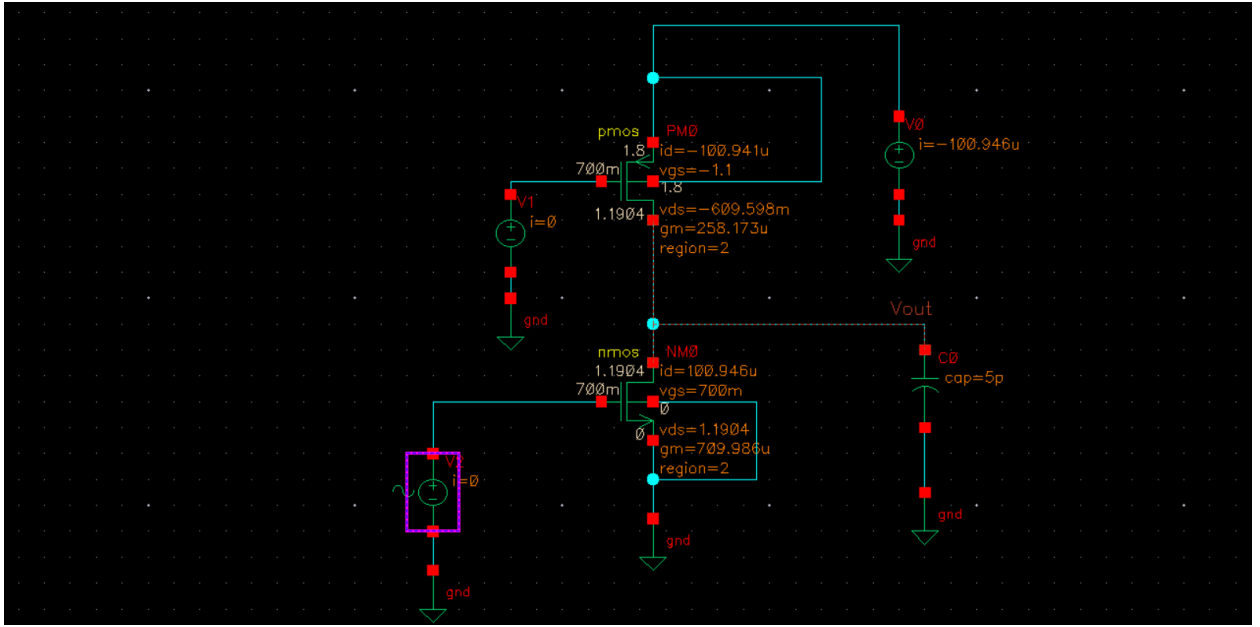 pmos PM0
1.8 id=-100.941u
700m vgs=-1.1
1.8
1.1904 vds=-609.598m
gm=258.173u
region=2
V0
i=-100.946u
gnd
V1
i=0
gnd
Vout
nmos NM0
1.1904 id=100.946u
700m vgs=700m
0
0 vds=1.1904
gm=709.986u
region=2
gnd
C0
cap=5p
gnd
V2
i=0
gnd